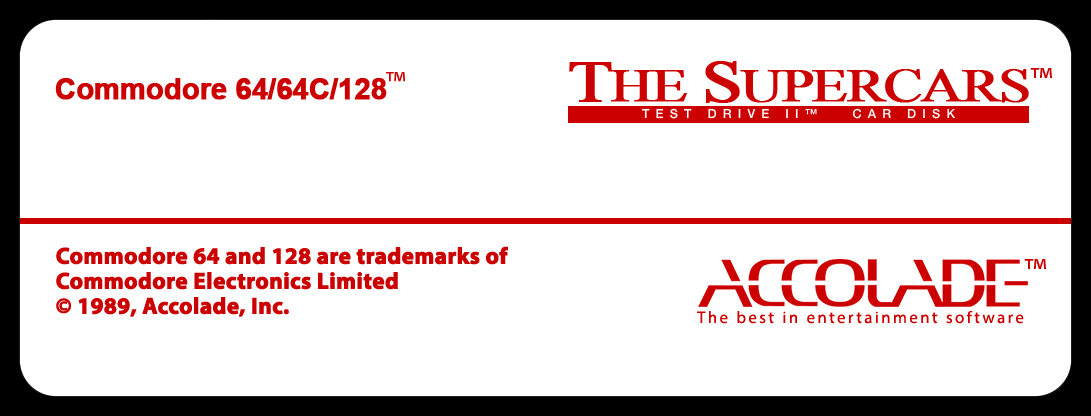 Commodore 64/64C/128™
THE SUPERCARS™
TEST DRIVE II™ CAR DISK
Commodore 64 and 128 are trademarks of
Commodore Electronics Limited
© 1989, Accolade, Inc.
ACCOLADE™
The best in entertainment software